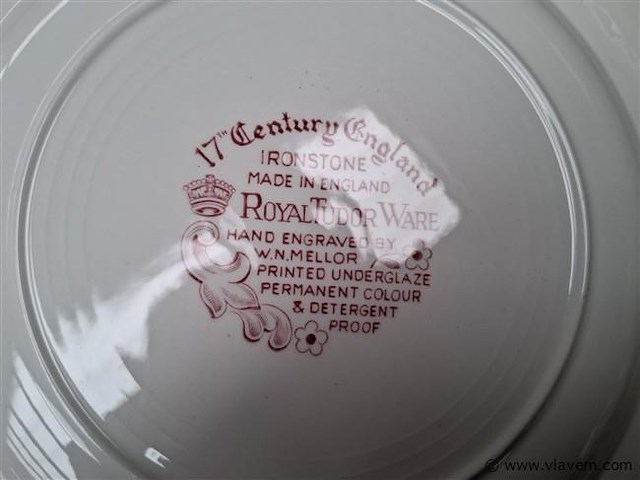 17TH Century England
IRONSTONE
MADE IN ENGLAND
ROYAL TUDOR WARE
HAND ENGRAVED BY
W.N.MELLOR
PRINTED UNDERGLAZE
PERMANENT COLOUR
& DETERGENT
PROOF
© www.vlavem.com